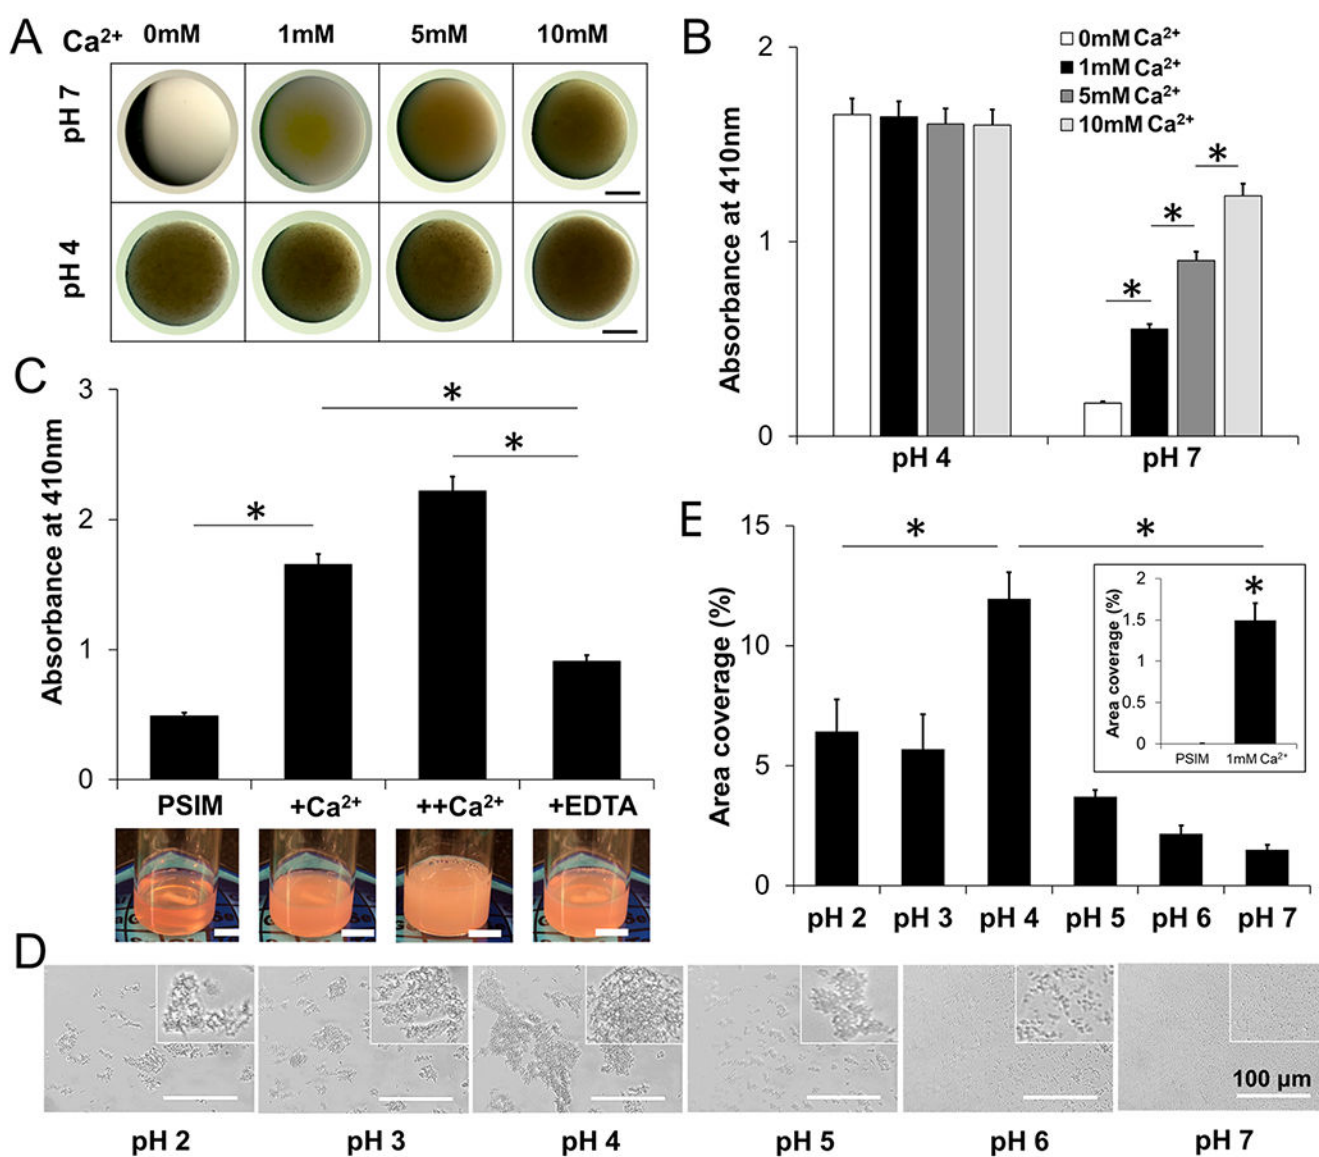 A
Ca2+ 0mM 1mM 5mM 10mM
pH 7
pH 4
B
Absorbance at 410nm
2
1
0
0mM Ca2+
1mM Ca2+
5mM Ca2+
10mM Ca2+
* * *
pH 4 pH 7
C
Absorbance at 410nm
3
2
1
0
* * *
PSIM +Ca2+ ++Ca2+ +EDTA
E
Area coverage (%)
15
10
5
0
* *
pH 2 pH 3 pH 4 pH 5 pH 6 pH 7
Area coverage (%)
2
1.5
1
0.5
0
*
PSIM 1mM Ca2+
D
100 µm
pH 2 pH 3 pH 4 pH 5 pH 6 pH 7